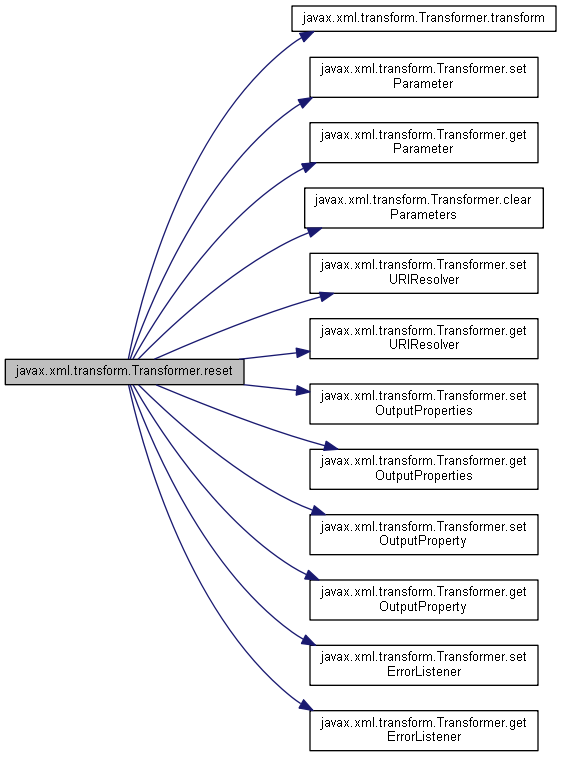 javax.xml.transform.Transformer.transform
javax.xml.transform.Transformer.set
Parameter
javax.xml.transform.Transformer.get
Parameter
javax.xml.transform.Transformer.clear
Parameters
javax.xml.transform.Transformer.set
URIResolver
javax.xml.transform.Transformer.get
URIResolver
javax.xml.transform.Transformer.reset
javax.xml.transform.Transformer.set
OutputProperties
javax.xml.transform.Transformer.get
OutputProperties
javax.xml.transform.Transformer.set
OutputProperty
javax.xml.transform.Transformer.get
OutputProperty
javax.xml.transform.Transformer.set
ErrorListener
javax.xml.transform.Transformer.get
ErrorListener